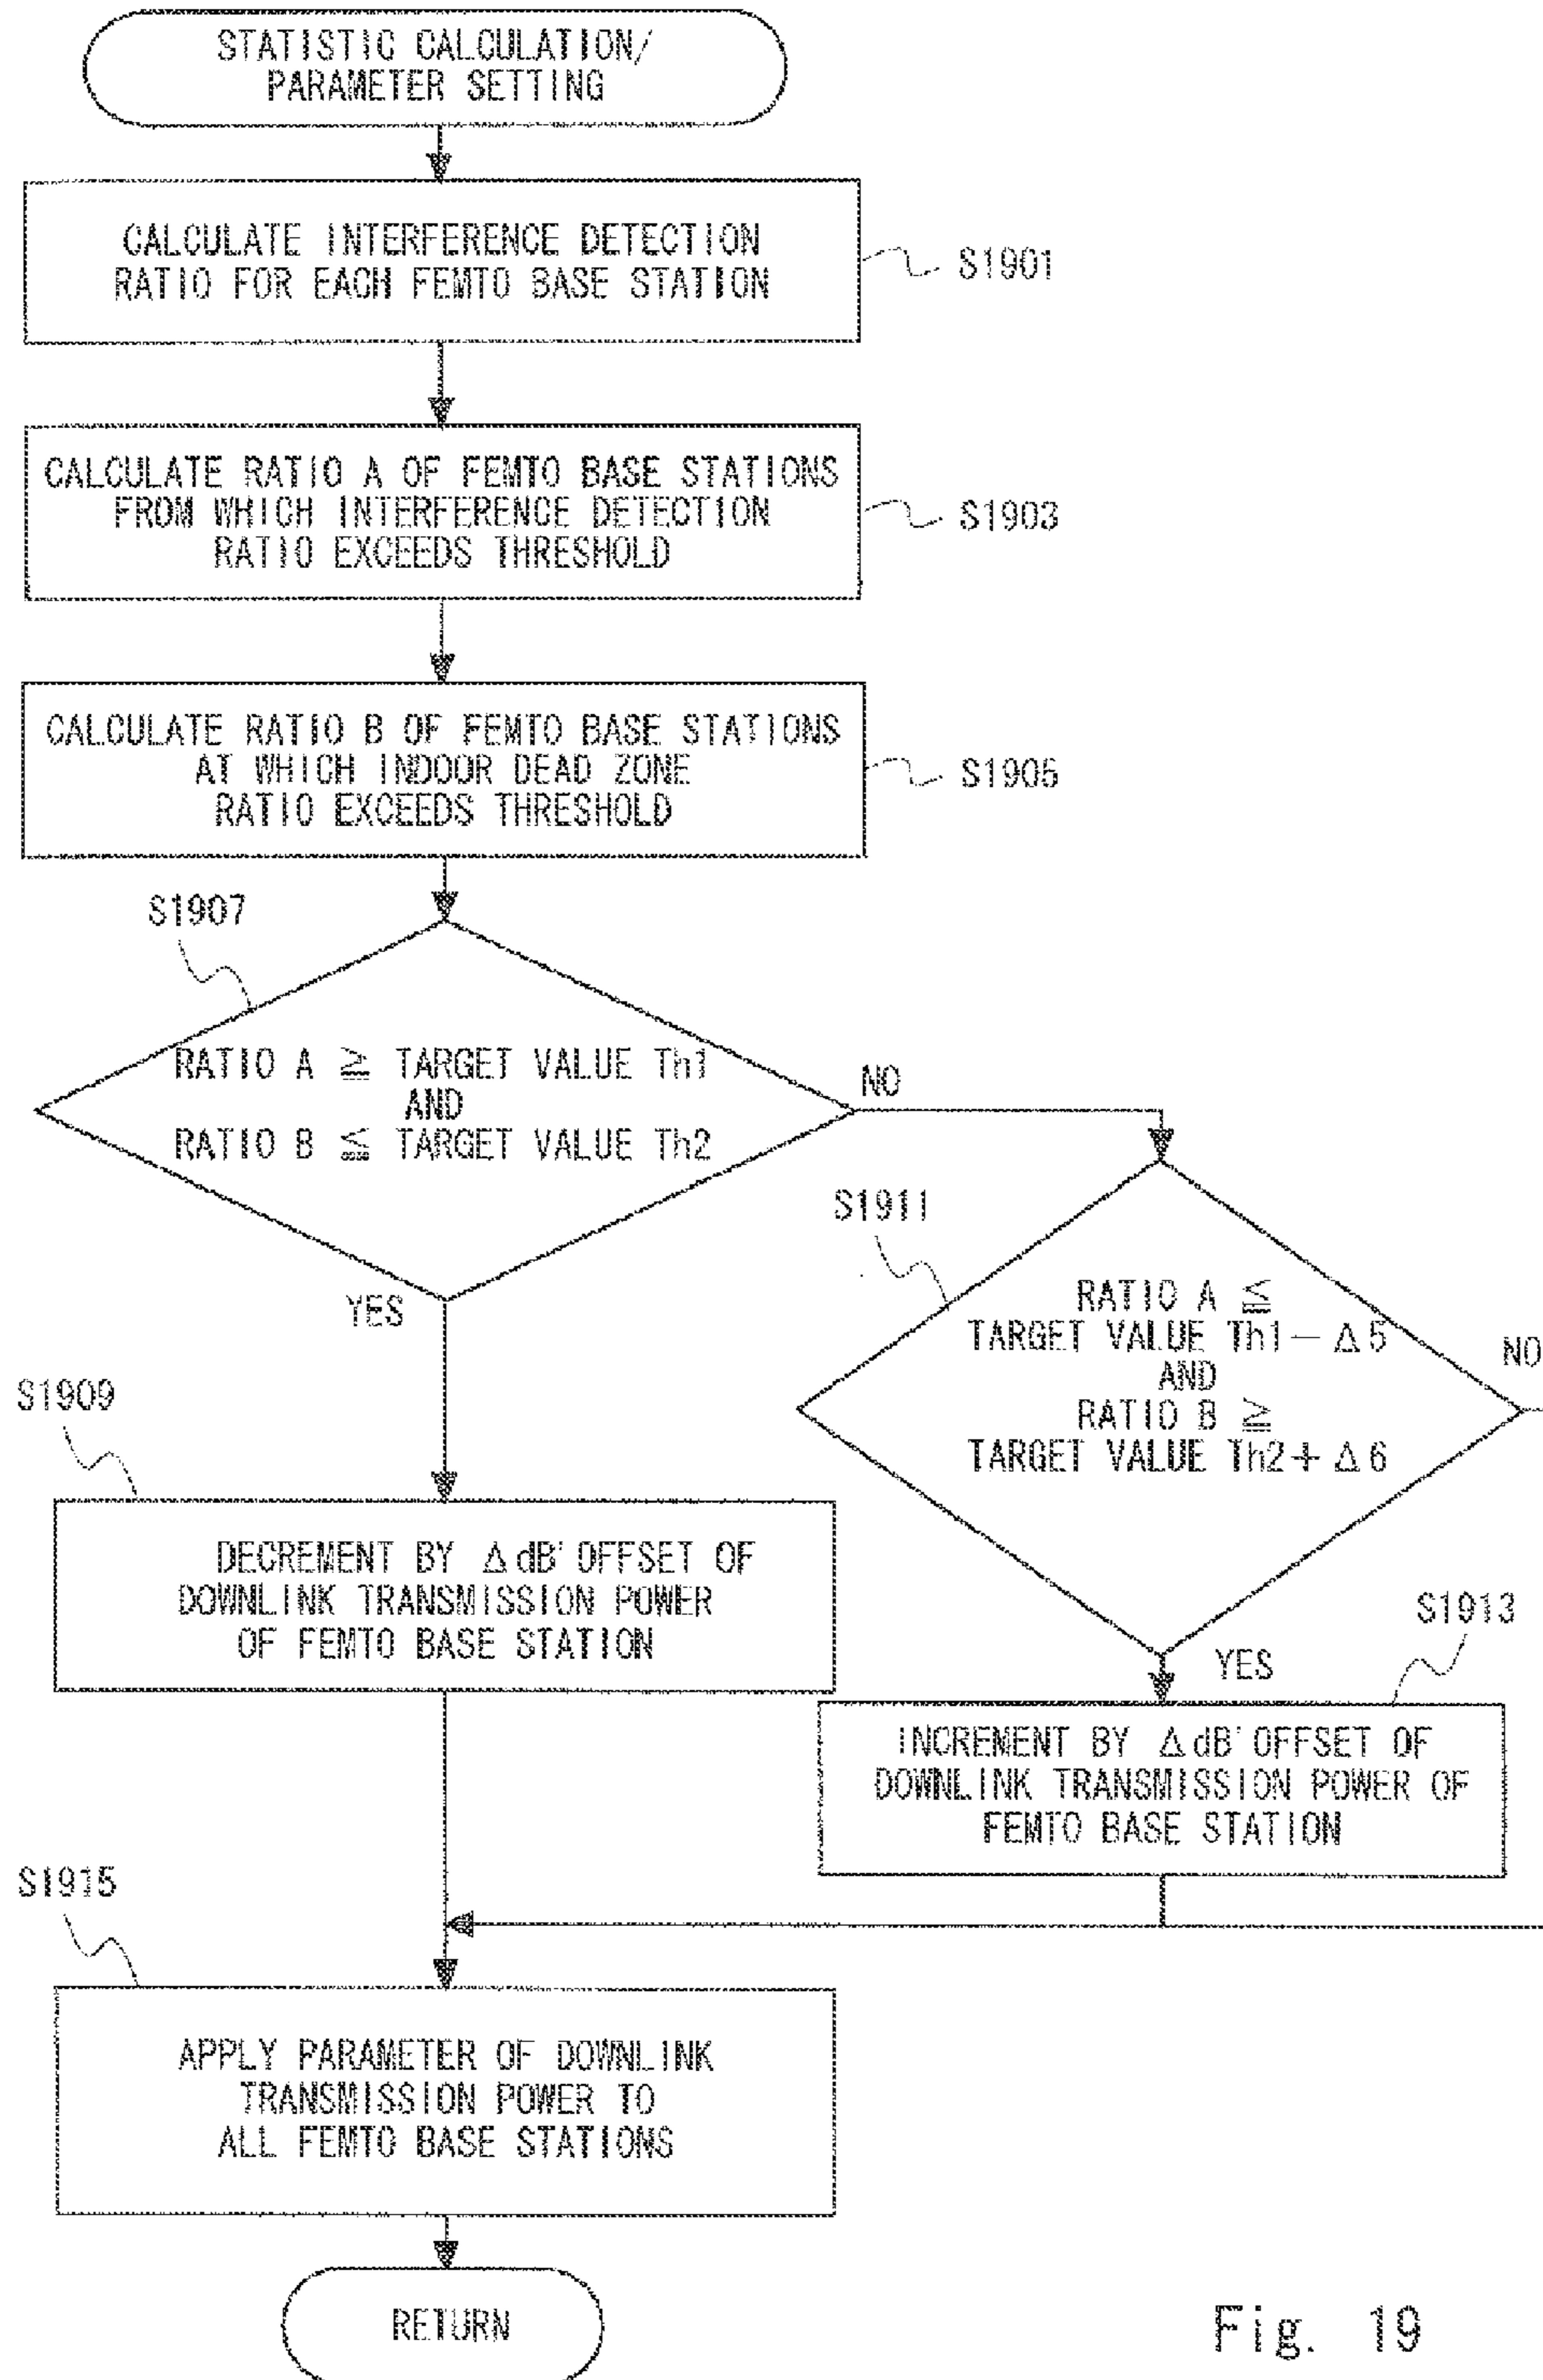 STATISTIC CALCULATION/
PARAMETER SETTING
CALCULATE INTERFERENCE DETECTION
RATIO FOR EACH FEMTO BASE STATION
S1901
CALCULATE RATIO A OF FEMTO BASE STATIONS
FROM WHICH INTERFERENCE DETECTION
RATIO EXCEEDS THRESHOLD
S1903
CALCULATE RATIO B OF FEMTO BASE STATIONS
AT WHICH INDOOR DEAD ZONE
RATIO EXCEEDS THRESHOLD
S1905
S1907
RATIO A ≧ TARGET VALUE Th1
AND
RATIO B ≦ TARGET VALUE Th2
NO
YES
S1911
RATIO A ≦
TARGET VALUE Th1－Δ5
AND
RATIO B ≧
TARGET VALUE Th2＋Δ6
NO
YES
S1909
DECREMENT BY ΔdB' OFFSET OF
DOWNLINK TRANSMISSION POWER
OF FEMTO BASE STATION
S1913
INCREMENT BY ΔdB' OFFSET OF
DOWNLINK TRANSMISSION POWER OF
FEMTO BASE STATION
S1915
APPLY PARAMETER OF DOWNLINK
TRANSMISSION POWER TO
ALL FEMTO BASE STATIONS
RETURN
Fig. 19